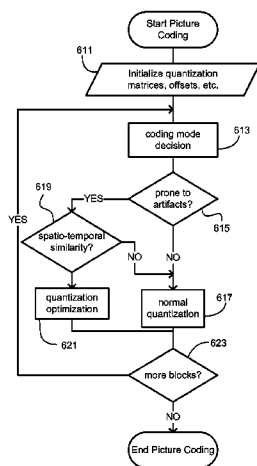 Start Picture
Coding
611
Initialize quantization
matrices, offsets, etc.
coding mode
decision
613
619
YES
prone to
artifacts?
615
YES
spatio-temporal
similarity?
NO
NO
quantization
optimization
621
normal
quantization
617
623
more blocks?
NO
End Picture Coding